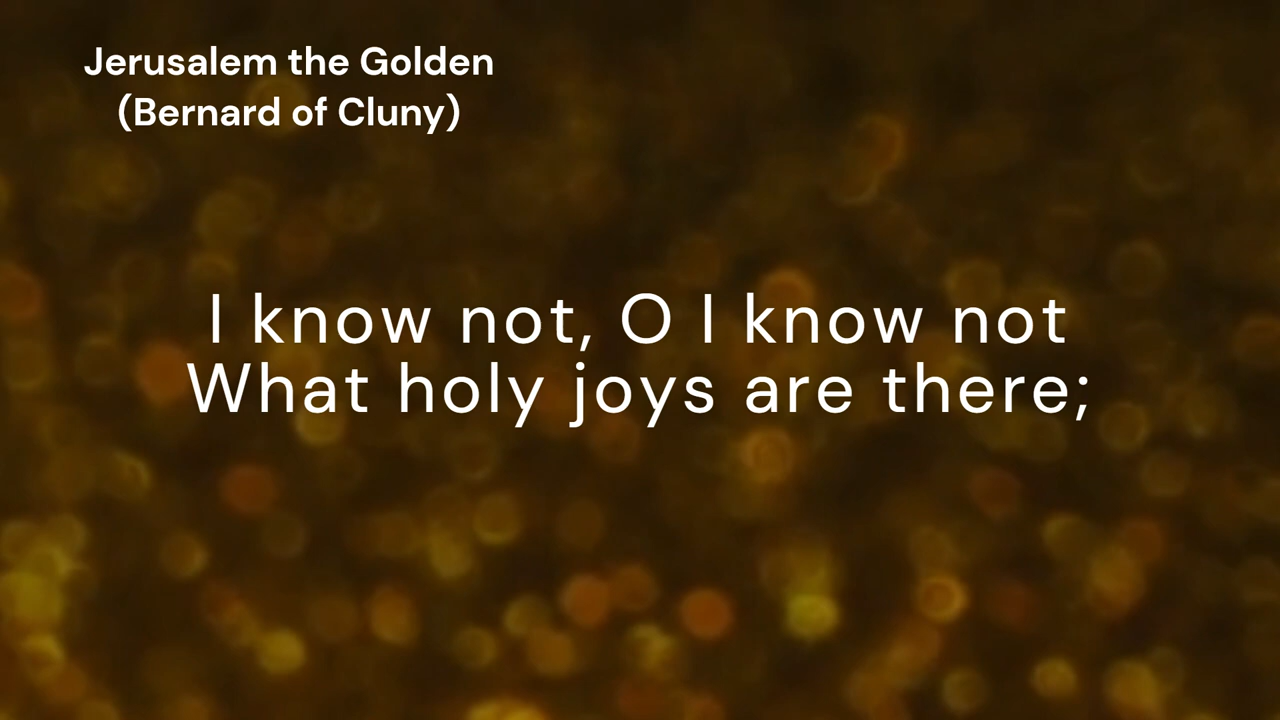 Jerusalem the Golden
(Bernard of Cluny)
I know not, O I know not
What holy joys are there;